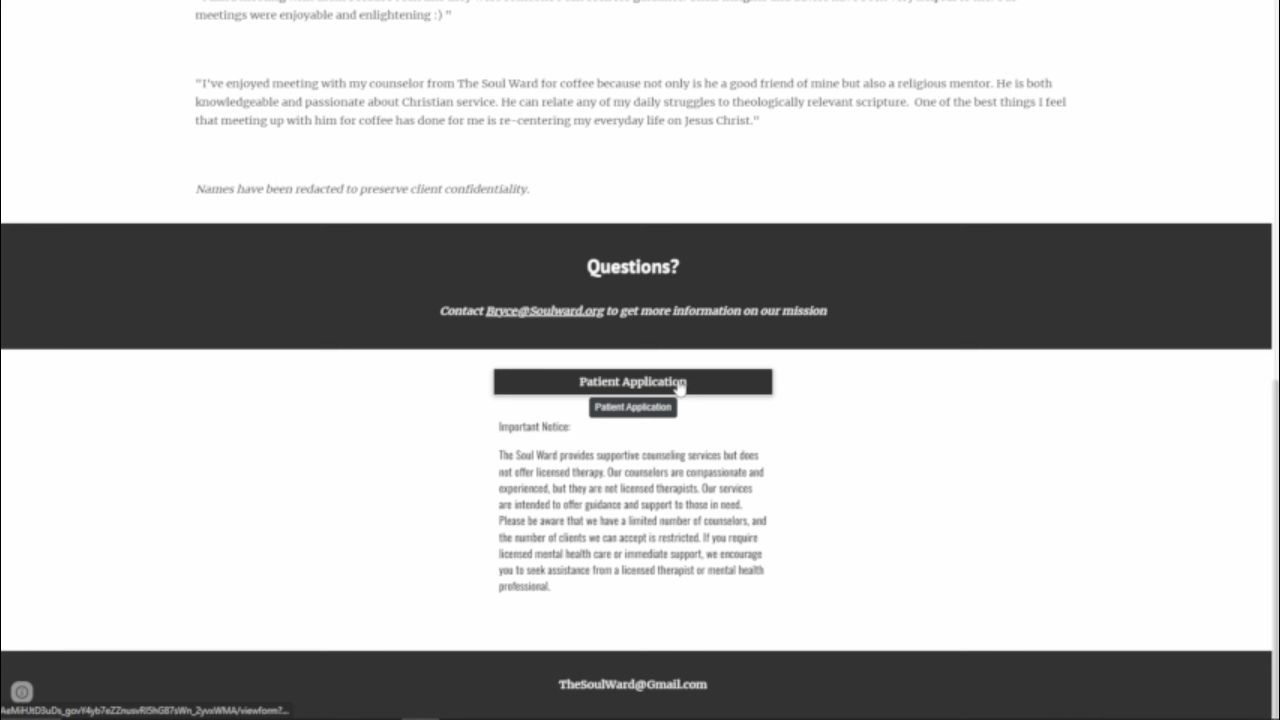 meetings were enjoyable and enlightening :) "
"I've enjoyed meeting with my counselor from The Soul Ward for coffee because not only is he a good friend of mine but also a religious mentor. He is both
knowledgeable and passionate about Christian service. He can relate any of my daily struggles to theologically relevant scripture. One of the best things I feel
that meeting up with him for coffee has done for me is re-centering my everyday life on Jesus Christ."
Names have been redacted to preserve client confidentiality.
Questions?
Contact Bryce@Soulward.org to get more information on our mission
Patient Application
Patient Application
Important Notice:
The Soul Ward provides supportive counseling services but does
not offer licensed therapy. Our counselors are compassionate and
experienced, but they are not licensed therapists. Our services
are intended to offer guidance and support to those in need.
Please be aware that we have a limited number of counselors, and
the number of clients we can accept is restricted. If you require
licensed mental health care or immediate support, we encourage
you to seek assistance from a licensed therapist or mental health
professional.
TheSoulWard@Gmail.com